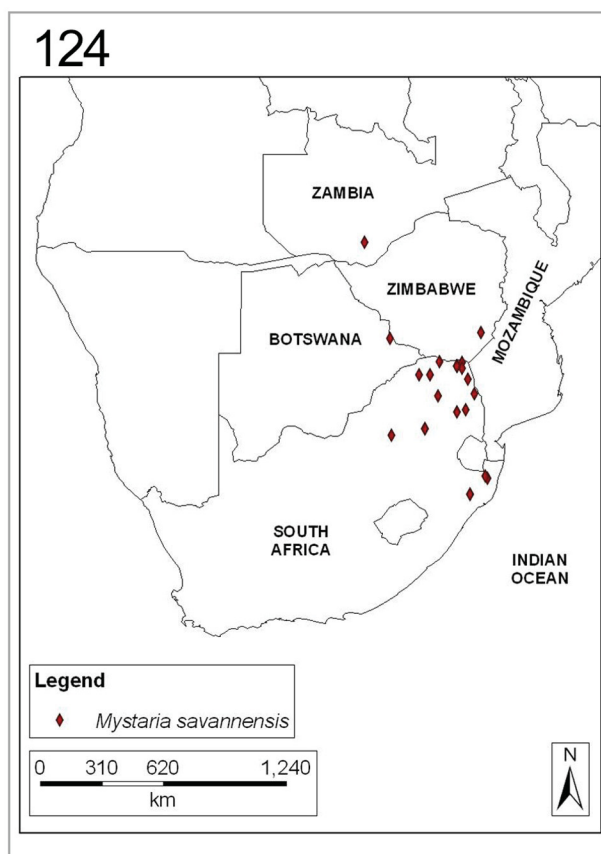 124
ZAMBIA
ZIMBABWE
MOZAMBIQUE
BOTSWANA
SOUTH
AFRICA
INDIAN
OCEAN
Legend
Mystaria savannensis
0 310 620 1,240
km
N